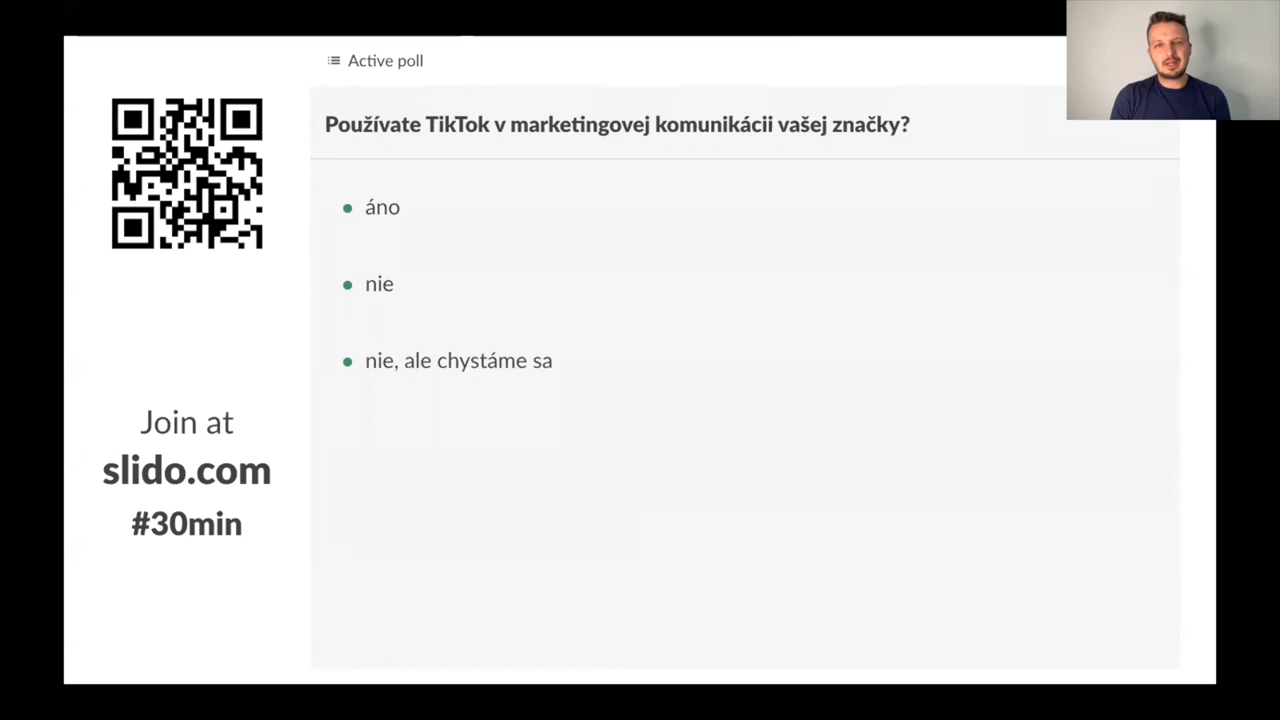 Active poll
Používate TikTok v marketingovej komunikácii vašej značky?
áno
nie
nie, ale chystáme sa
Join at
slido.com
#30min